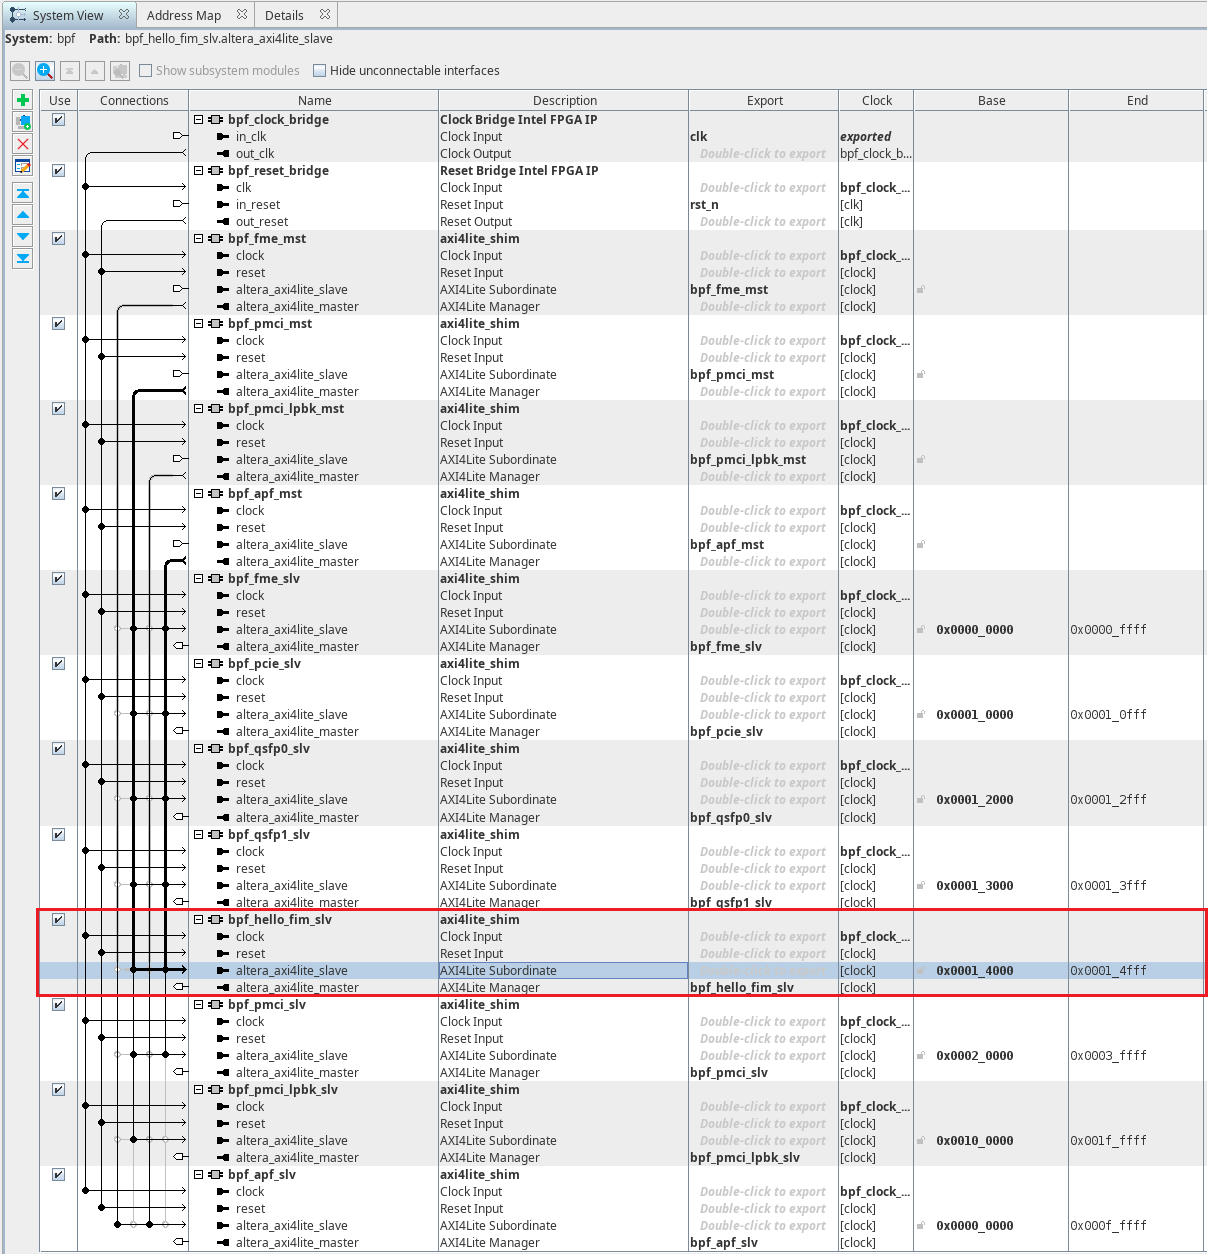 System View Address Map Details
System: bpf Path: bpf_hello_fim_slv.altera_axi4lite_slave
Show subsystem modules Hide unconnectable interfaces
Use Connections Name Description Export Clock Base End
bpf_clock_bridge Clock Bridge Intel FPGA IP
in_clk Clock Input clk exported
out_clk Clock Output Double-click to export bpf_clock_b...
bpf_reset_bridge Reset Bridge Intel FPGA IP
clk Clock Input Double-click to export bpf_clock_...
in_reset Reset Input rst_n [clk]
out_reset Reset Output Double-click to export [clk]
bpf_fme_mst axi4lite_shim
clock Clock Input Double-click to export bpf_clock_...
reset Reset Input Double-click to export [clock]
altera_axi4lite_slave AXI4Lite Subordinate bpf_fme_mst [clock]
altera_axi4lite_master AXI4Lite Manager Double-click to export [clock]
bpf_pmci_mst axi4lite_shim
clock Clock Input Double-click to export bpf_clock_...
reset Reset Input Double-click to export [clock]
altera_axi4lite_slave AXI4Lite Subordinate bpf_pmci_mst [clock]
altera_axi4lite_master AXI4Lite Manager Double-click to export [clock]
bpf_pmci_lpbk_mst axi4lite_shim
clock Clock Input Double-click to export bpf_clock_...
reset Reset Input Double-click to export [clock]
altera_axi4lite_slave AXI4Lite Subordinate bpf_pmci_lpbk_mst [clock]
altera_axi4lite_master AXI4Lite Manager Double-click to export [clock]
bpf_apf_mst axi4lite_shim
clock Clock Input Double-click to export bpf_clock_...
reset Reset Input Double-click to export [clock]
altera_axi4lite_slave AXI4Lite Subordinate bpf_apf_mst [clock]
altera_axi4lite_master AXI4Lite Manager Double-click to export [clock]
bpf_fme_slv axi4lite_shim
clock Clock Input Double-click to export bpf_clock_...
reset Reset Input Double-click to export [clock]
altera_axi4lite_slave AXI4Lite Subordinate Double-click to export [clock] 0x0000_0000 0x0000_ffff
altera_axi4lite_master AXI4Lite Manager bpf_fme_slv [clock]
bpf_pcie_slv axi4lite_shim
clock Clock Input Double-click to export bpf_clock_...
reset Reset Input Double-click to export [clock]
altera_axi4lite_slave AXI4Lite Subordinate Double-click to export [clock] 0x0001_0000 0x0001_0fff
altera_axi4lite_master AXI4Lite Manager bpf_pcie_slv [clock]
bpf_qsfp0_slv axi4lite_shim
clock Clock Input Double-click to export bpf_clock_...
reset Reset Input Double-click to export [clock]
altera_axi4lite_slave AXI4Lite Subordinate Double-click to export [clock] 0x0001_2000 0x0001_2fff
altera_axi4lite_master AXI4Lite Manager bpf_qsfp0_slv [clock]
bpf_qsfp1_slv axi4lite_shim
clock Clock Input Double-click to export bpf_clock_...
reset Reset Input Double-click to export [clock]
altera_axi4lite_slave AXI4Lite Subordinate Double-click to export [clock] 0x0001_3000 0x0001_3fff
altera_axi4lite_master AXI4Lite Manager bpf_qsfp1_slv [clock]
bpf_hello_fim_slv axi4lite_shim
clock Clock Input Double-click to export bpf_clock_...
reset Reset Input Double-click to export [clock]
altera_axi4lite_slave AXI4Lite Subordinate Double-click to export [clock] 0x0001_4000 0x0001_4fff
altera_axi4lite_master AXI4Lite Manager bpf_hello_fim_slv [clock]
bpf_pmci_slv axi4lite_shim
clock Clock Input Double-click to export bpf_clock_...
reset Reset Input Double-click to export [clock]
altera_axi4lite_slave AXI4Lite Subordinate Double-click to export [clock] 0x0002_0000 0x0003_ffff
altera_axi4lite_master AXI4Lite Manager bpf_pmci_slv [clock]
bpf_pmci_lpbk_slv axi4lite_shim
clock Clock Input Double-click to export bpf_clock_...
reset Reset Input Double-click to export [clock]
altera_axi4lite_slave AXI4Lite Subordinate Double-click to export [clock] 0x0010_0000 0x001f_ffff
altera_axi4lite_master AXI4Lite Manager bpf_pmci_lpbk_slv [clock]
bpf_apf_slv axi4lite_shim
clock Clock Input Double-click to export bpf_clock_...
reset Reset Input Double-click to export [clock]
altera_axi4lite_slave AXI4Lite Subordinate Double-click to export [clock] 0x0000_0000 0x000f_ffff
altera_axi4lite_master AXI4Lite Manager bpf_apf_slv [clock]